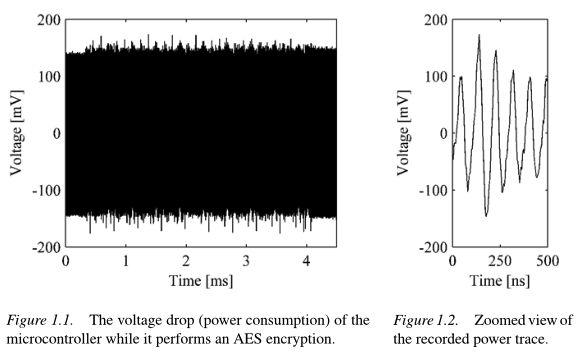 200
100
0
-100
-200
Voltage [mV]
0
1
2
3
4
Time [ms]
200
100
0
-100
-200
Voltage [mV]
0
250
500
Time [ns]
Figure 1.1. The voltage drop (power consumption) of the
microcontroller while it performs an AES encryption.
Figure 1.2. Zoomed view of
the recorded power trace.